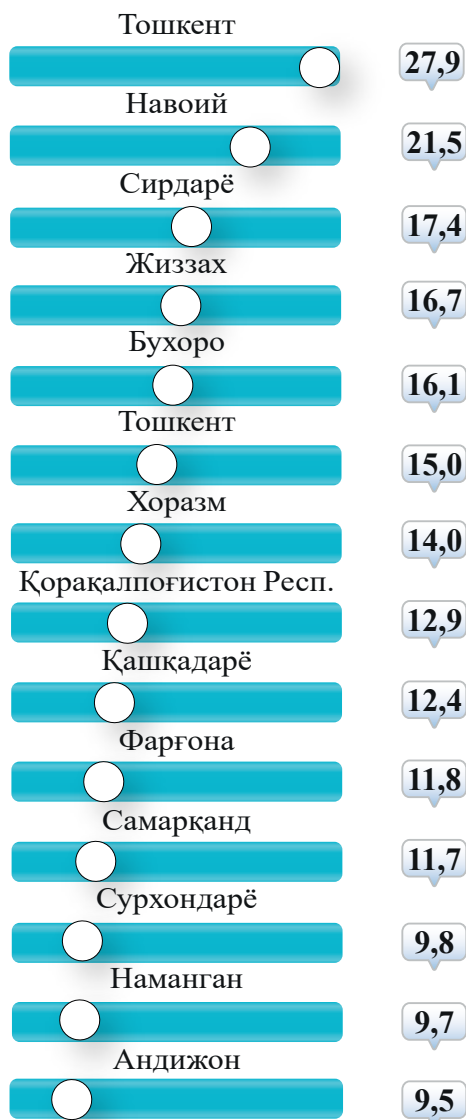 Тошкент
27,9
Навоий
21,5
Сирдарё
17,4
Жиззах
16,7
Бухоро
16,1
Тошкент
15,0
Хоразм
14,0
Қорақалпоғистон Респ.
12,9
Қашқадарё
12,4
Фарғона
11,8
Самарқанд
11,7
Сурхондарё
9,8
Наманган
9,7
Андижон
9,5